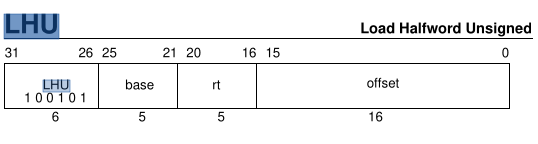 LHU
Load Halfword Unsigned
31 26 25 21 20 16 15 0
LHU base rt offset
1 0 0 1 0 1
6 5 5 16